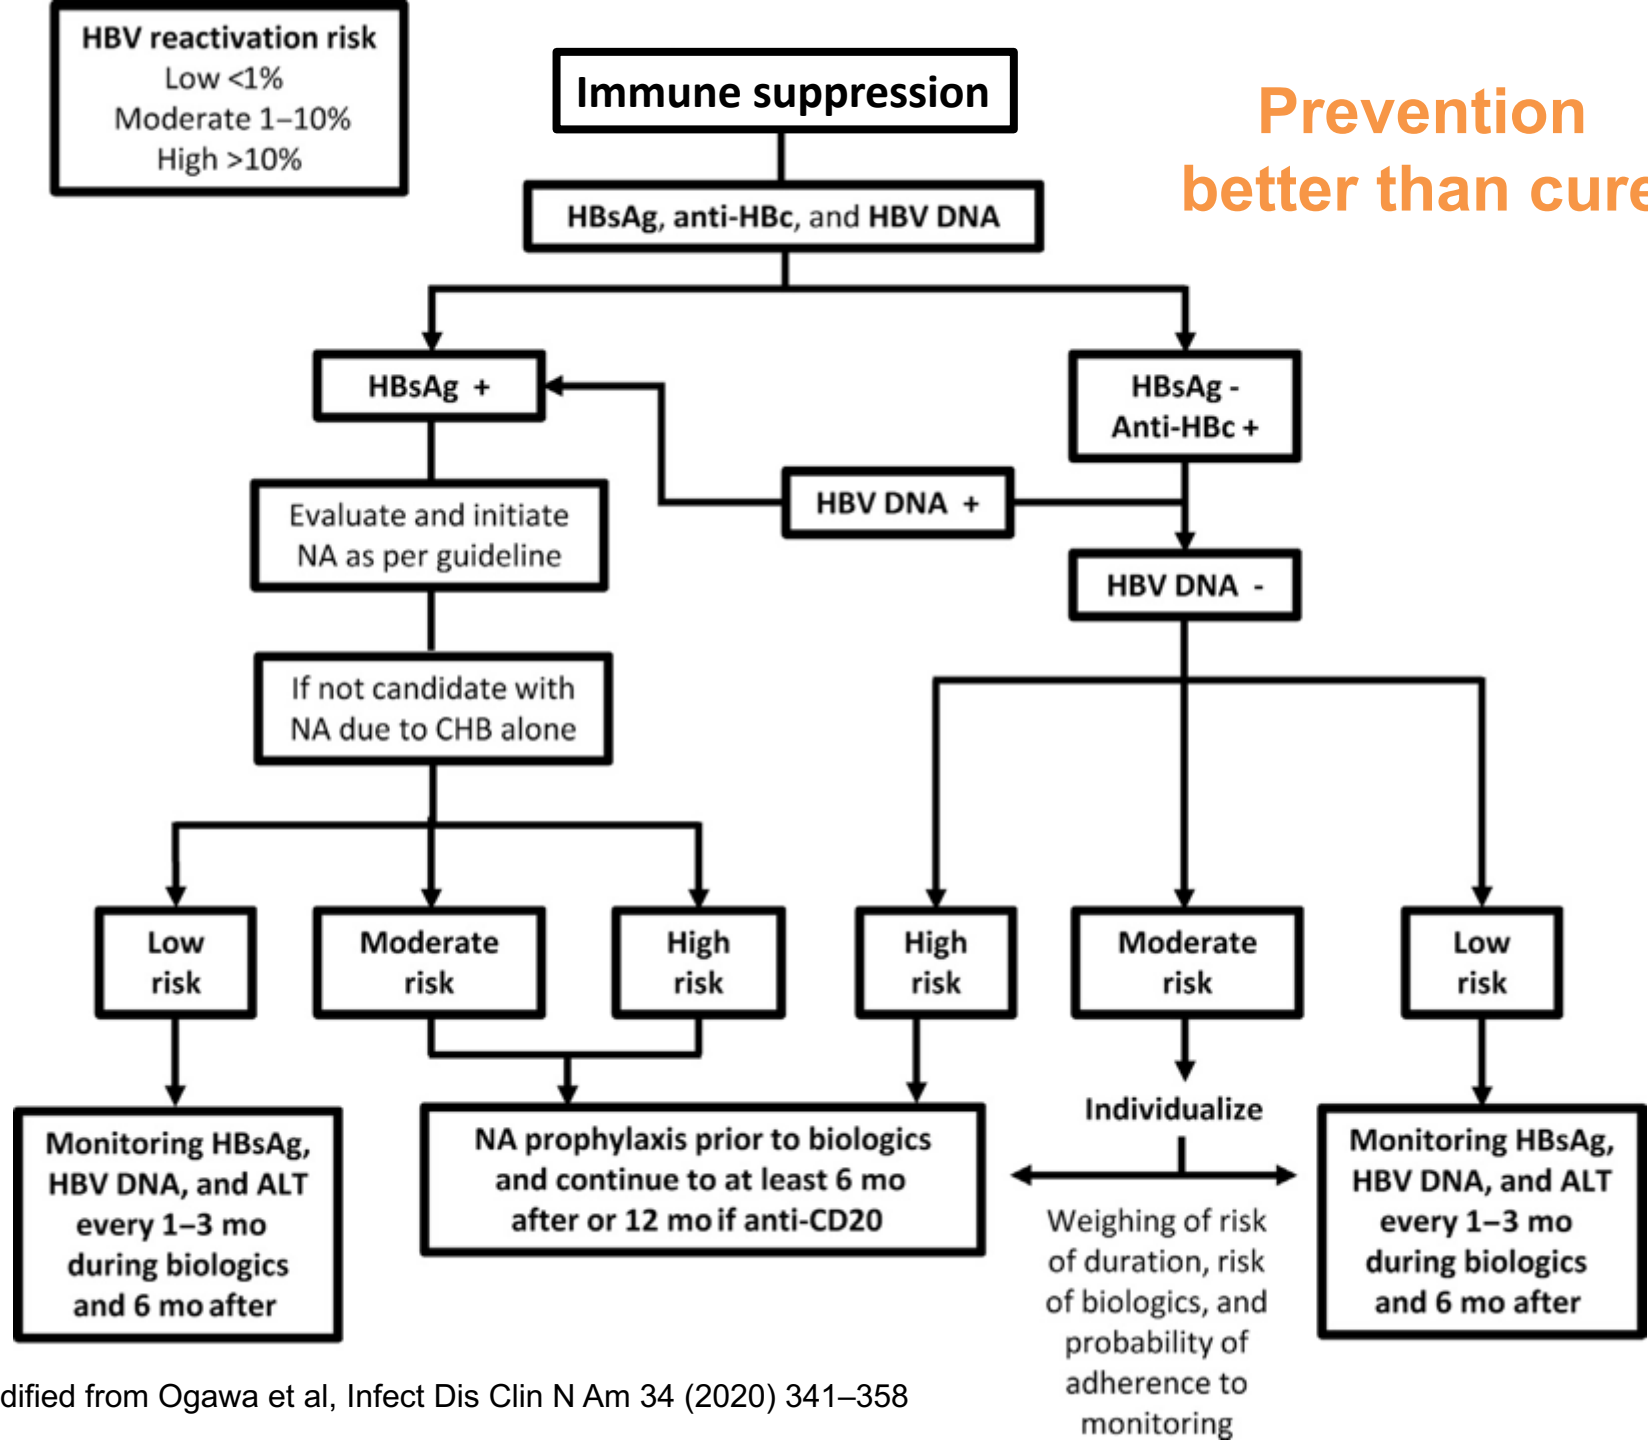 HBV reactivation risk
Low <1%
Moderate 1–10%
High >10%
Immune suppression
Prevention
better than cure
HBsAg, anti-HBc, and HBV DNA
HBsAg +
HBsAg -
Anti-HBc +
Evaluate and initiate
NA as per guideline
HBV DNA +
HBV DNA -
If not candidate with
NA due to CHB alone
Low
risk
Moderate
risk
High
risk
High
risk
Moderate
risk
Low
risk
Monitoring HBsAg,
HBV DNA, and ALT
every 1–3 mo
during biologics
and 6 mo after
NA prophylaxis prior to biologics
and continue to at least 6 mo
after or 12 mo if anti-CD20
Individualize
Weighing of risk
of duration, risk
of biologics, and
probability of
adherence to
monitoring
Monitoring HBsAg,
HBV DNA, and ALT
every 1–3 mo
during biologics
and 6 mo after
dified from Ogawa et al, Infect Dis Clin N Am 34 (2020) 341–358